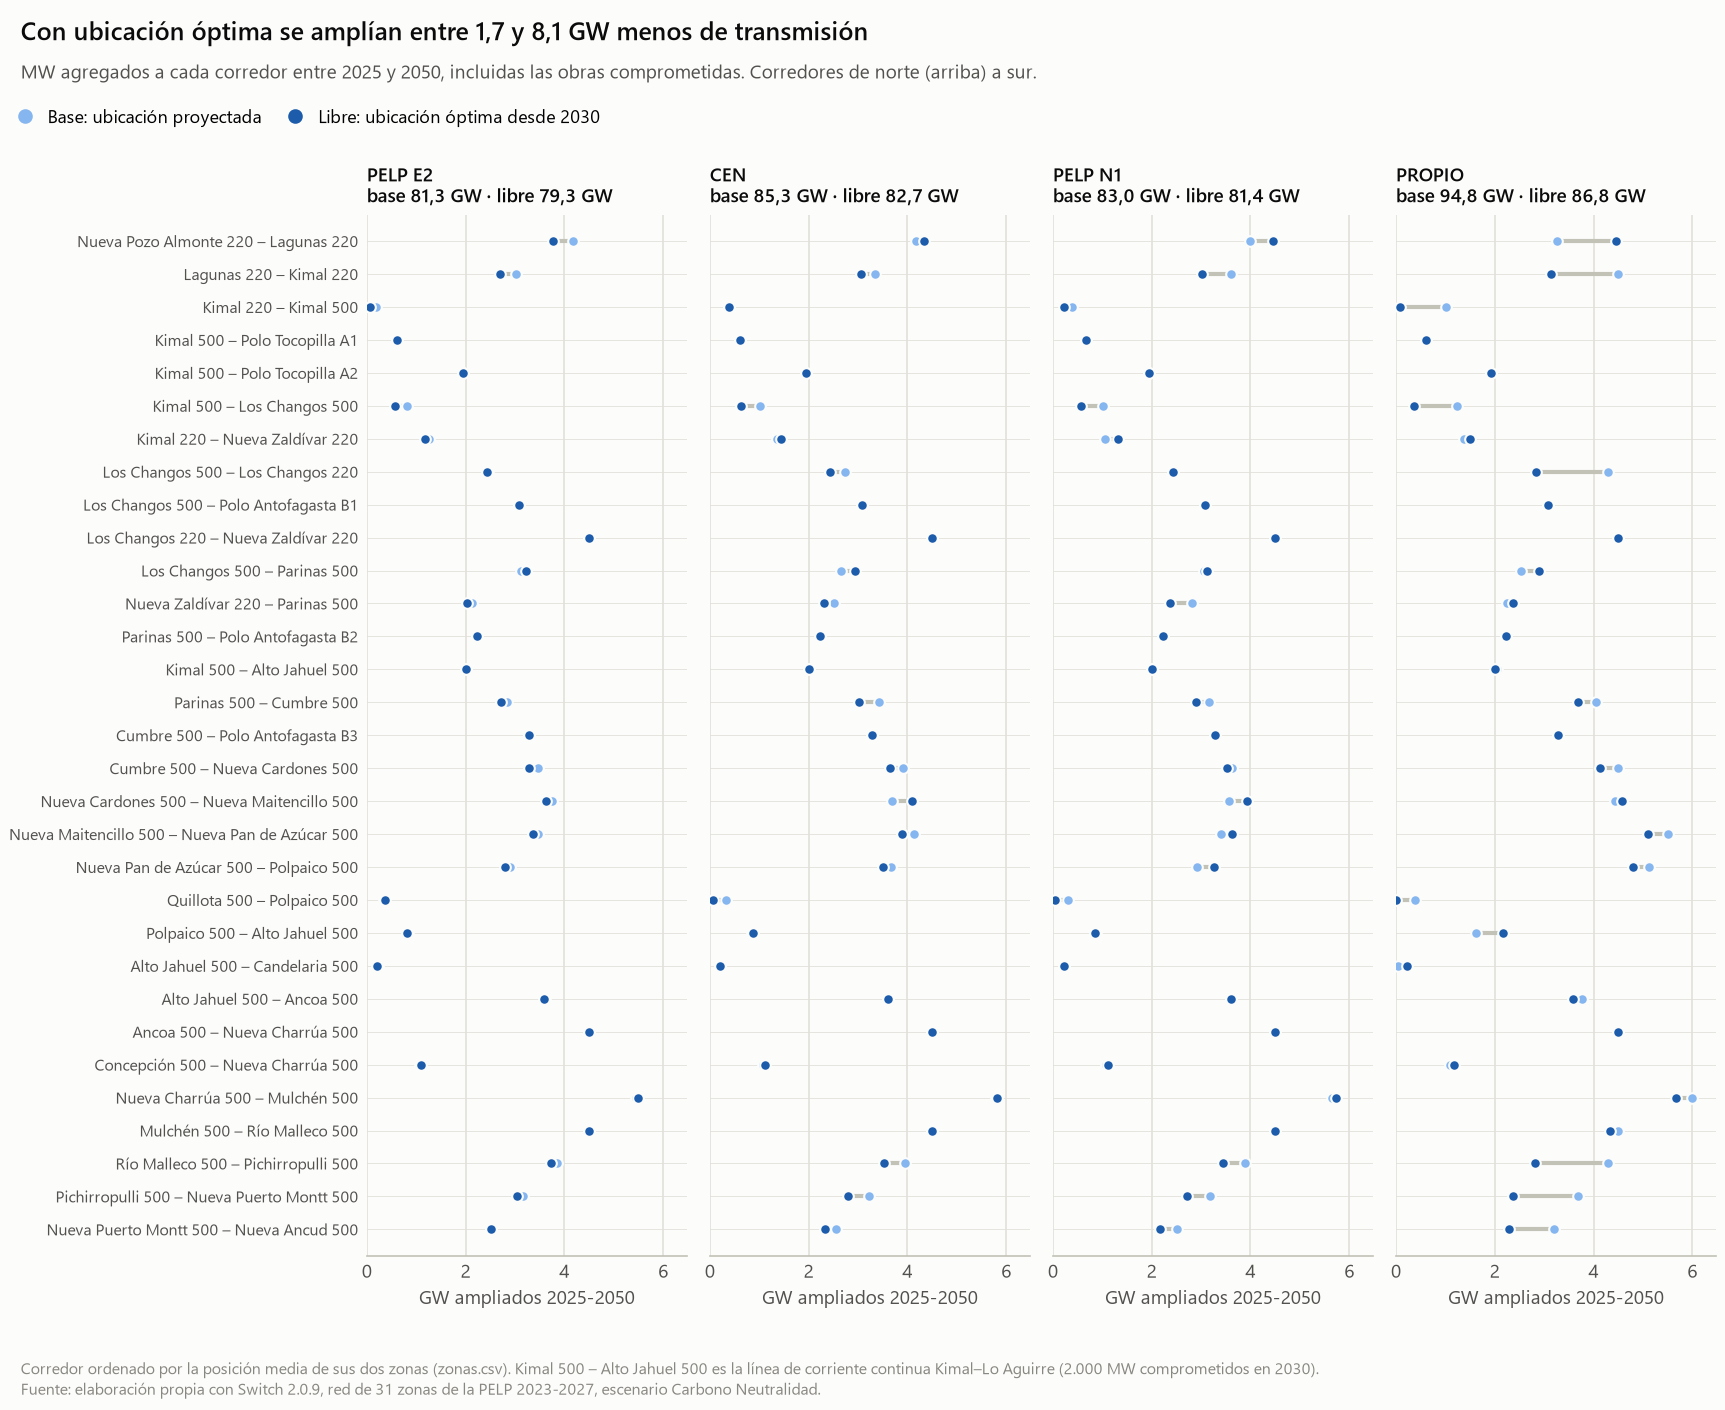 Con ubicación óptima se amplían entre 1,7 y 8,1 GW menos de transmisión
MW agregados a cada corredor entre 2025 y 2050, incluidas las obras comprometidas. Corredores de norte (arriba) a sur.
Base: ubicación proyectada
Libre: ubicación óptima desde 2030
PELP E2
base 81,3 GW · libre 79,3 GW
CEN
base 85,3 GW · libre 82,7 GW
PELP N1
base 83,0 GW · libre 81,4 GW
PROPIO
base 94,8 GW · libre 86,8 GW
Nueva Pozo Almonte 220 – Lagunas 220
Lagunas 220 – Kimal 220
Kimal 220 – Kimal 500
Kimal 500 – Polo Tocopilla A1
Kimal 500 – Polo Tocopilla A2
Kimal 500 – Los Changos 500
Kimal 220 – Nueva Zaldívar 220
Los Changos 500 – Los Changos 220
Los Changos 500 – Polo Antofagasta B1
Los Changos 220 – Nueva Zaldívar 220
Los Changos 500 – Parinas 500
Nueva Zaldívar 220 – Parinas 500
Parinas 500 – Polo Antofagasta B2
Kimal 500 – Alto Jahuel 500
Parinas 500 – Cumbre 500
Cumbre 500 – Polo Antofagasta B3
Cumbre 500 – Nueva Cardones 500
Nueva Cardones 500 – Nueva Maitencillo 500
Nueva Maitencillo 500 – Nueva Pan de Azúcar 500
Nueva Pan de Azúcar 500 – Polpaico 500
Quillota 500 – Polpaico 500
Polpaico 500 – Alto Jahuel 500
Alto Jahuel 500 – Candelaria 500
Alto Jahuel 500 – Ancoa 500
Ancoa 500 – Nueva Charrúa 500
Concepción 500 – Nueva Charrúa 500
Nueva Charrúa 500 – Mulchén 500
Mulchén 500 – Río Malleco 500
Río Malleco 500 – Pichirropulli 500
Pichirropulli 500 – Nueva Puerto Montt 500
Nueva Puerto Montt 500 – Nueva Ancud 500
0 2 4 6
GW ampliados 2025-2050
0 2 4 6
GW ampliados 2025-2050
0 2 4 6
GW ampliados 2025-2050
0 2 4 6
GW ampliados 2025-2050
Corredor ordenado por la posición media de sus dos zonas (zonas.csv). Kimal 500 – Alto Jahuel 500 es la línea de corriente continua Kimal–Lo Aguirre (2.000 MW comprometidos en 2030).
Fuente: elaboración propia con Switch 2.0.9, red de 31 zonas de la PELP 2023-2027, escenario Carbono Neutralidad.